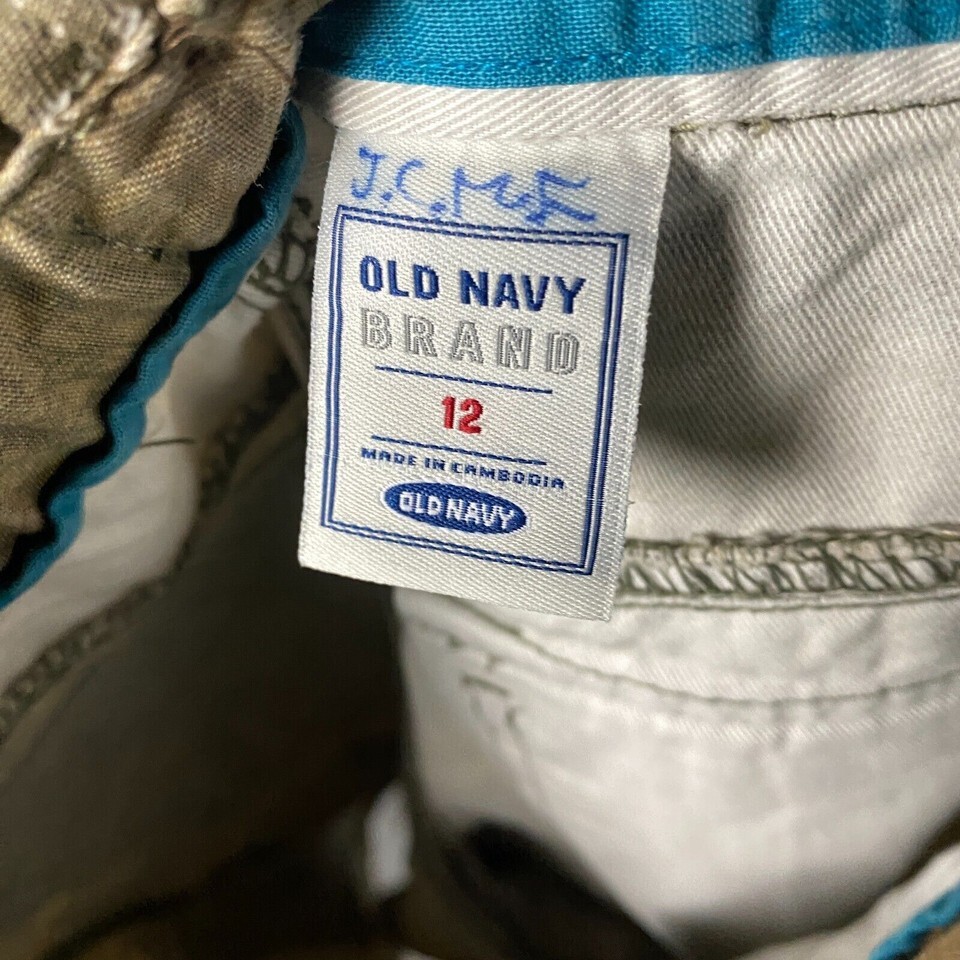 J.C.
OLD NAVY
BRAND
12
MADE IN CAMBODIA
OLD NAVY